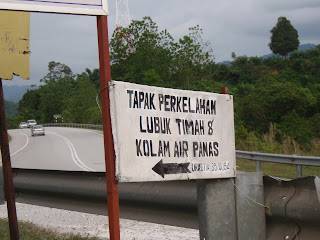 TAPAK PERKELAHAN
LUBUK TIMAH &
KOLAM AIR PANAS